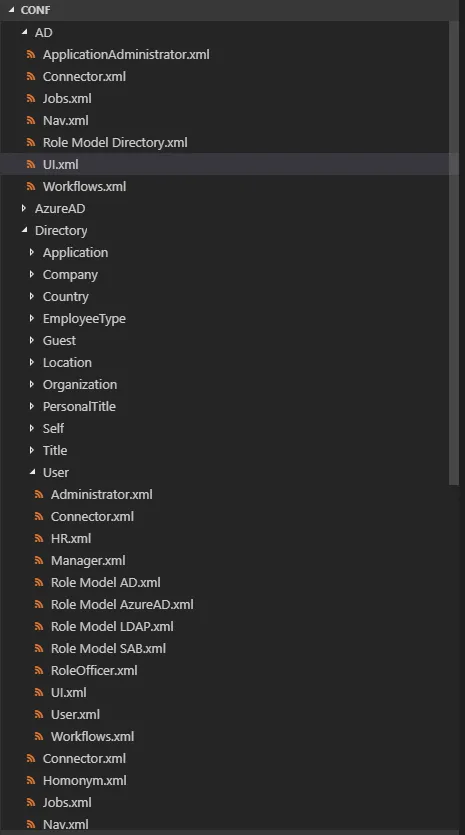 CONF
AD
ApplicationAdministrator.xml
Connector.xml
Jobs.xml
Nav.xml
Role Model Directory.xml
UI.xml
Workflows.xml
AzureAD
Directory
Application
Company
Country
EmployeeType
Guest
Location
Organization
PersonalTitle
Self
Title
User
Administrator.xml
Connector.xml
HR.xml
Manager.xml
Role Model AD.xml
Role Model AzureAD.xml
Role Model LDAP.xml
Role Model SAB.xml
RoleOfficer.xml
UI.xml
User.xml
Workflows.xml
Connector.xml
Homonym.xml
Jobs.xml
Nav.xml